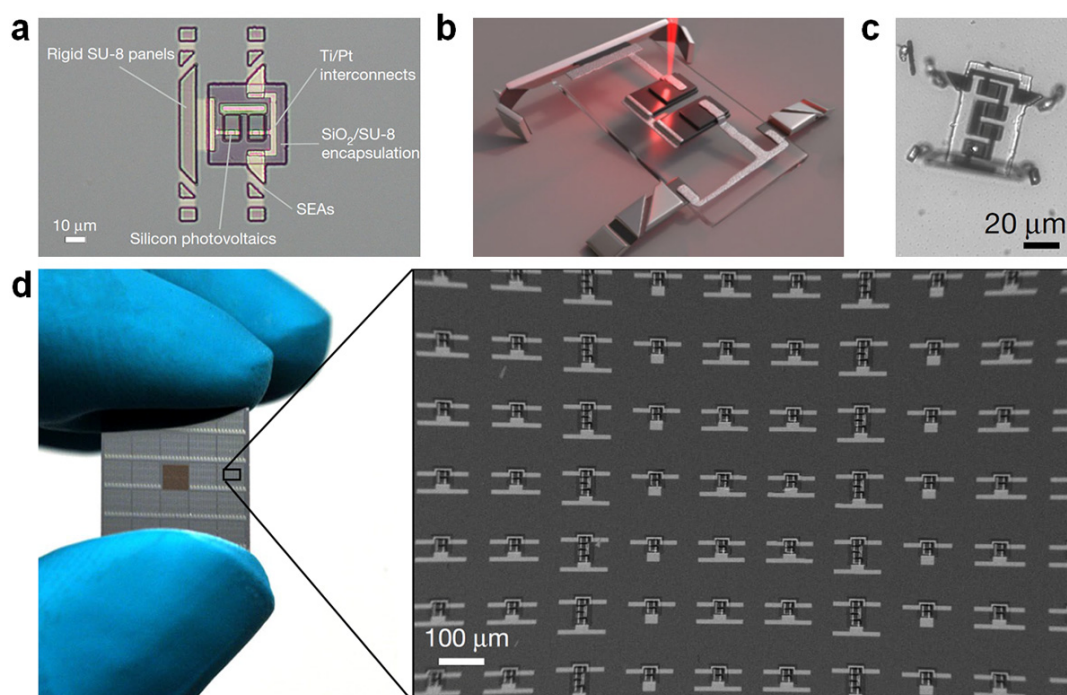 a
Rigid SU-8 panels
Ti/Pt
interconnects
SiO₂/SU-8
encapsulation
SEAs
Silicon photovoltaics
10 μm
b
c
20 μm
d
100 μm